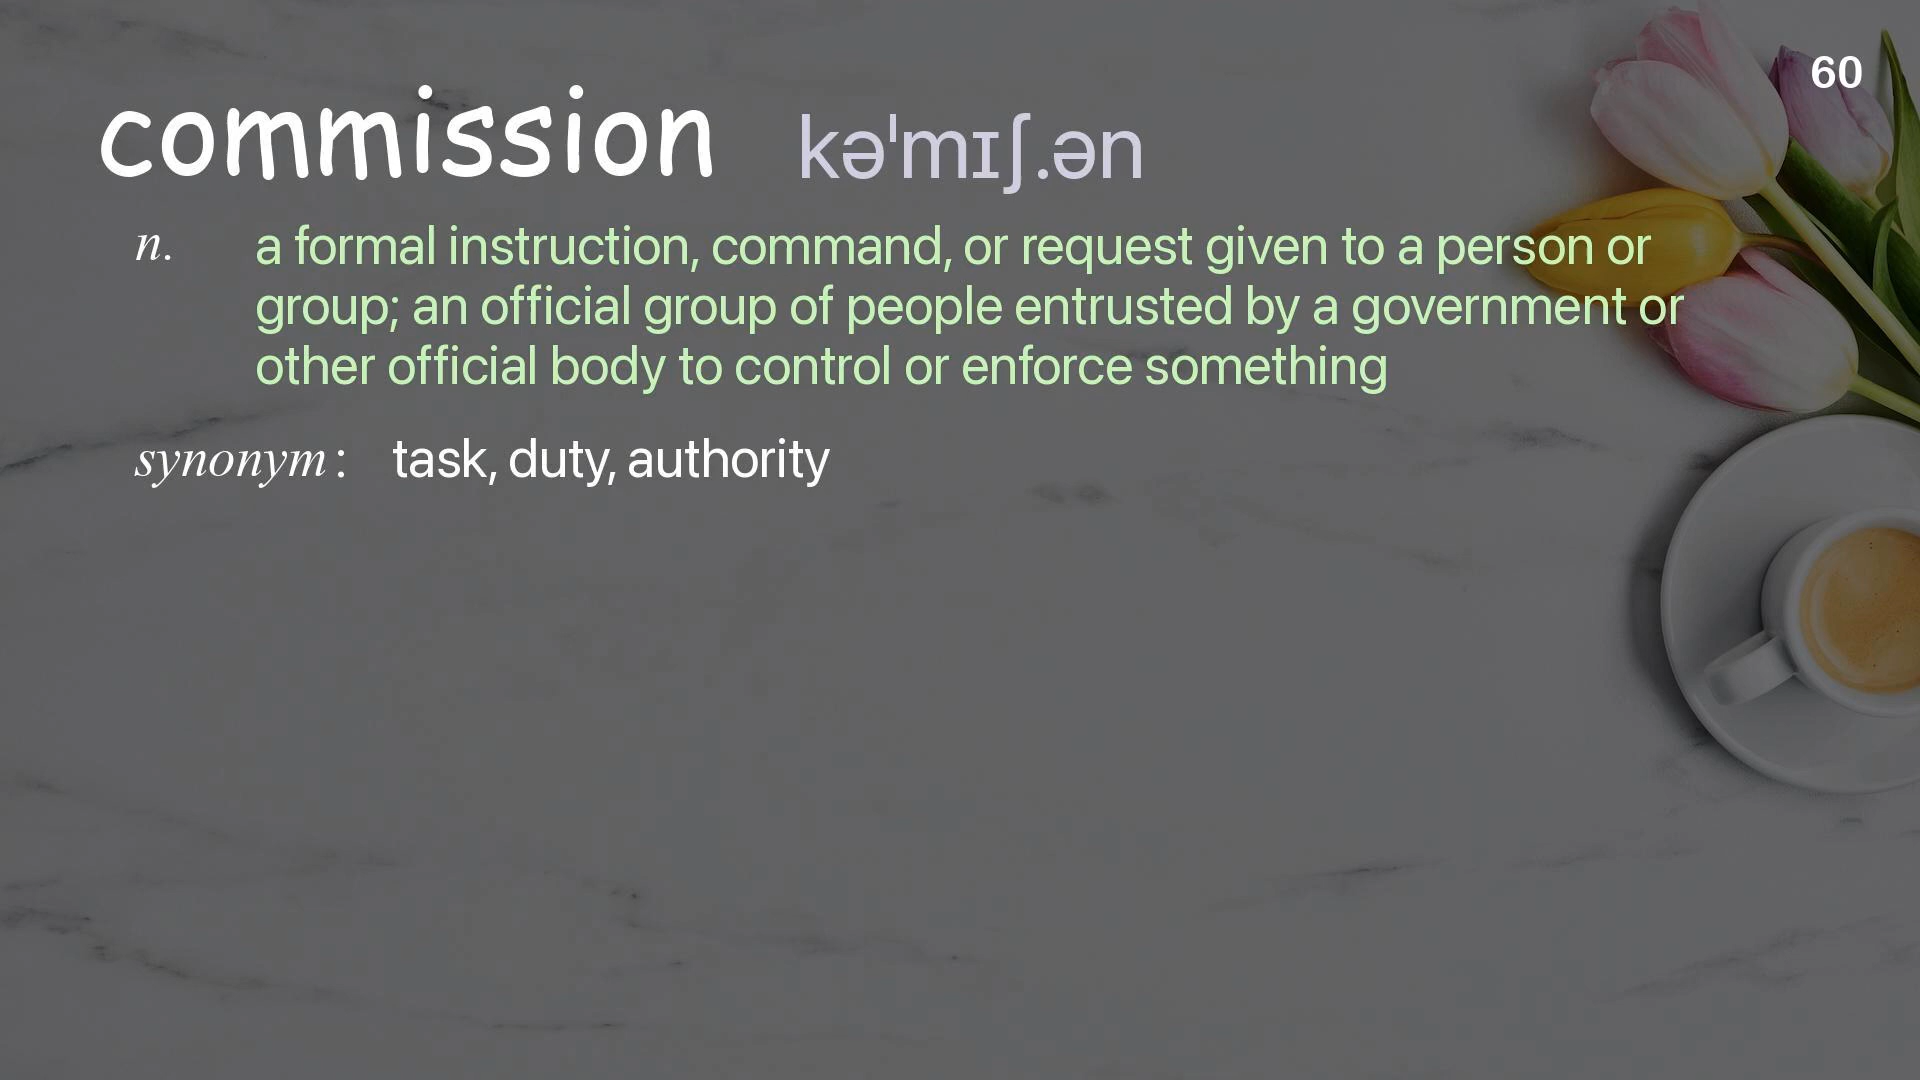 60
commission kəˈmɪʃ.ən
n. a formal instruction, command, or request given to a person or
group; an official group of people entrusted by a government or
other official body to control or enforce something
synonym: task, duty, authority